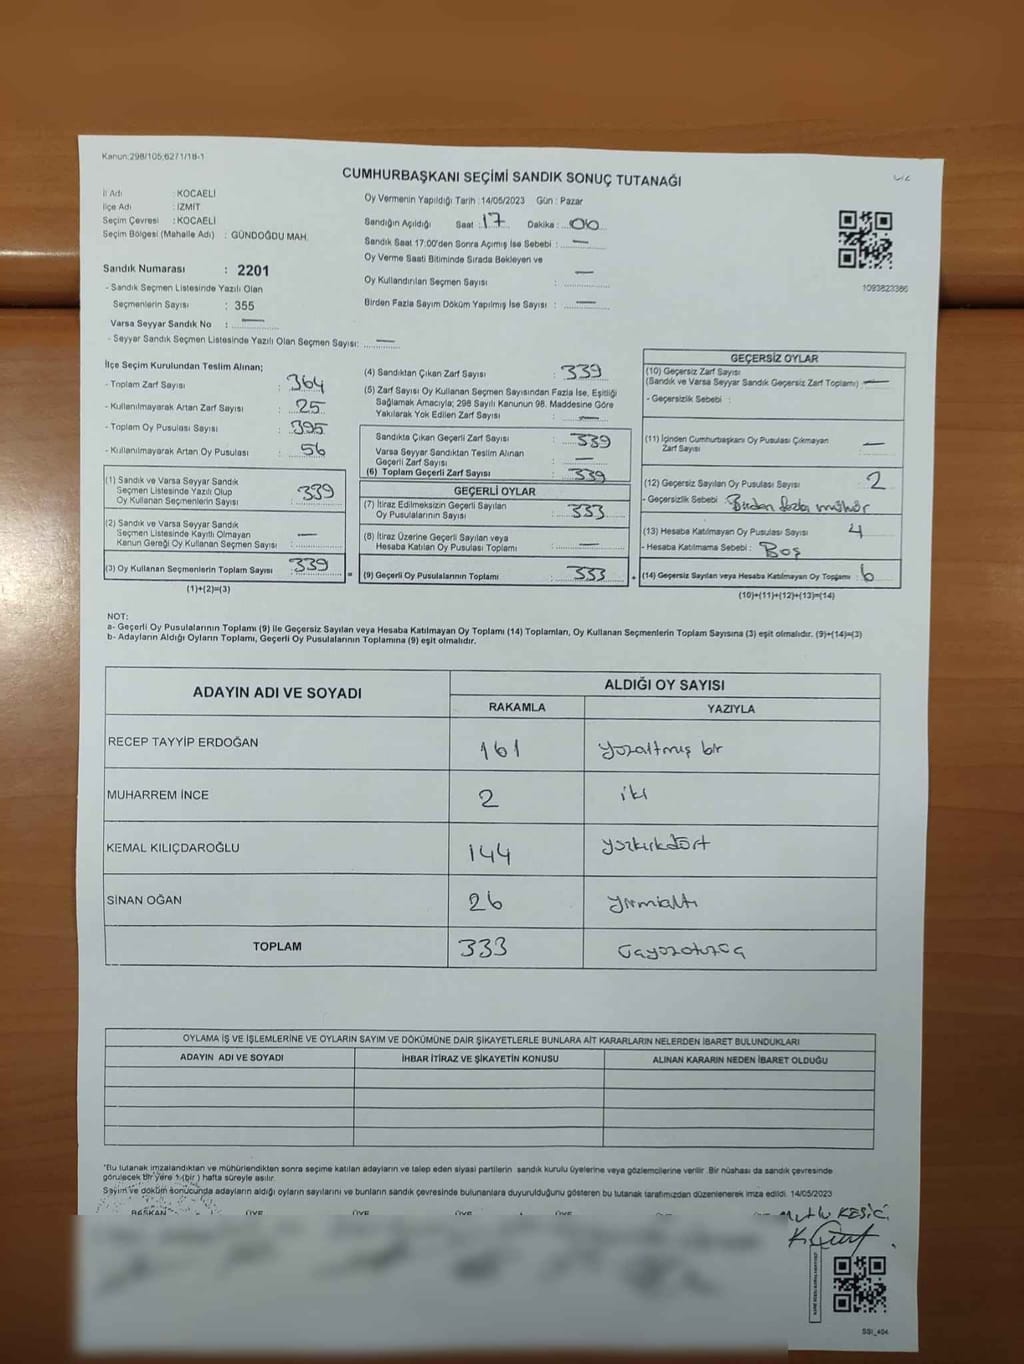 Kanun:298/105;6271/18-1
CUMHURBAŞKANI SEÇİMİ SANDIK SONUÇ TUTANAĞI
1/2
İl Adı : KOCAELİ
İlçe Adı : İZMİT
Seçim Çevresi : KOCAELİ
Seçim Bölgesi (Mahalle Adı) : GÜNDOĞDU MAH.
Sandık Numarası : 2201
- Sandık Seçmen Listesinde Yazılı Olan
Seçmenlerin Sayısı : 355
Varsa Seyyar Sandık No : —
- Seyyar Sandık Seçmen Listesinde Yazılı Olan Seçmen Sayısı: —
Oy Vermenin Yapıldığı Tarih : 14/05/2023 Gün : Pazar
Sandığın Açıldığı Saat : 17 Dakika : 00
Sandık Saat 17:00'den Sonra Açımış İse Sebebi : —
Oy Verme Saati Bitiminde Sırada Bekleyen ve
Oy Kullandırılan Seçmen Sayısı : —
Birden Fazla Sayım Döküm Yapılmış İse Sayısı : —
1093823386
İlçe Seçim Kurulundan Teslim Alınan;
- Toplam Zarf Sayısı : 364
- Kullanılmayarak Artan Zarf Sayısı : 25
- Toplam Oy Pusulası Sayısı : 395
- Kullanılmayarak Artan Oy Pusulası : 56
(1) Sandık ve Varsa Seyyar Sandık
Seçmen Listesinde Yazılı Olup
Oy Kullanan Seçmenlerin Sayısı : 339
(2) Sandık ve Varsa Seyyar Sandık
Seçmen Listesinde Kayıtlı Olmayan
Kanun Gereği Oy Kullanan Seçmen Sayısı : —
(3) Oy Kullanan Seçmenlerin Toplam Sayısı : 339
(1)+(2)=(3)
(4) Sandıktan Çıkan Zarf Sayısı : 339
(5) Zarf Sayısı Oy Kullanan Seçmen Sayısından Fazla İse, Eşitliği
Sağlamak Amacıyla; 298 Sayılı Kanunun 98. Maddesine Göre
Yakılarak Yok Edilen Zarf Sayısı : —
Sandıkta Çıkan Geçerli Zarf Sayısı : 339
Varsa Seyyar Sandıktan Teslim Alınan
Geçerli Zarf Sayısı : —
(6) Toplam Geçerli Zarf Sayısı : 339
GEÇERLİ OYLAR
(7) İtiraz Edilmeksizin Geçerli Sayılan
Oy Pusulalarının Sayısı : 333
(8) İtiraz Üzerine Geçerli Sayılan veya
Hesaba Katılan Oy Pusulası Toplamı : —
= (9) Geçerli Oy Pusulalarının Toplamı : 333
GEÇERSİZ OYLAR
(10) Geçersiz Zarf Sayısı
(Sandık ve Varsa Seyyar Sandık Geçersiz Zarf Toplamı) : —
- Geçersizlik Sebebi :
(11) İçinden Cumhurbaşkanı Oy Pusulası Çıkmayan
Zarf Sayısı : —
(12) Geçersiz Sayılan Oy Pusulası Sayısı : 2
- Geçersizlik Sebebi : Birden fazla mühür
(13) Hesaba Katılmayan Oy Pusulası Sayısı : 4
- Hesaba Katılmama Sebebi : Boş
+ (14) Geçersiz Sayılan veya Hesaba Katılmayan Oy Toplamı : 6
(10)+(11)+(12)+(13)=(14)
NOT:
a- Geçerli Oy Pusulalarının Toplamı (9) ile Geçersiz Sayılan veya Hesaba Katılmayan Oy Toplamı (14) Toplamları, Oy Kullanan Seçmenlerin Toplam Sayısına (3) eşit olmalıdır. (9)+(14)=(3)
b- Adayların Aldığı Oyların Toplamı, Geçerli Oy Pusulalarının Toplamına (9) eşit olmalıdır.
ADAYIN ADI VE SOYADI
ALDIĞI OY SAYISI
RAKAMLA YAZIYLA
RECEP TAYYİP ERDOĞAN 161 yüzaltmış bir
MUHARREM İNCE 2 iki
KEMAL KILIÇDAROĞLU 144 yüzkırkdört
SİNAN OĞAN 26 yirmialtı
TOPLAM 333 üçyüzotuzüç
OYLAMA İŞ VE İŞLEMLERİNE VE OYLARIN SAYIM VE DÖKÜMÜNE DAİR ŞİKAYETLERLE BUNLARA AİT KARARLARIN NELERDEN İBARET BULUNDUKLARI
ADAYIN ADI VE SOYADI İHBAR İTİRAZ VE ŞİKAYETİN KONUSU ALINAN KARARIN NEDEN İBARET OLDUĞU
"Bu tutanak imzalandıktan ve mühürlendikten sonra seçime katılan adayların ve talep eden siyasi partilerin sandık kurulu üyelerine veya gözlemcilerine verilir. Bir nüshası da sandık çevresinde
görülecek bir yere 1 (bir) hafta süreyle asılır.
Sayım ve döküm sonucunda adayların aldığı oyların sayılarını ve bunların sandık çevresinde bulunanlara duyurulduğunu gösteren bu tutanak tarafımızdan düzenlenerek imza edildi. 14/05/2023
BAŞKAN ÜYE ÜYE ÜYE ÜYE
Mutlu KESİCİ
SSI_404